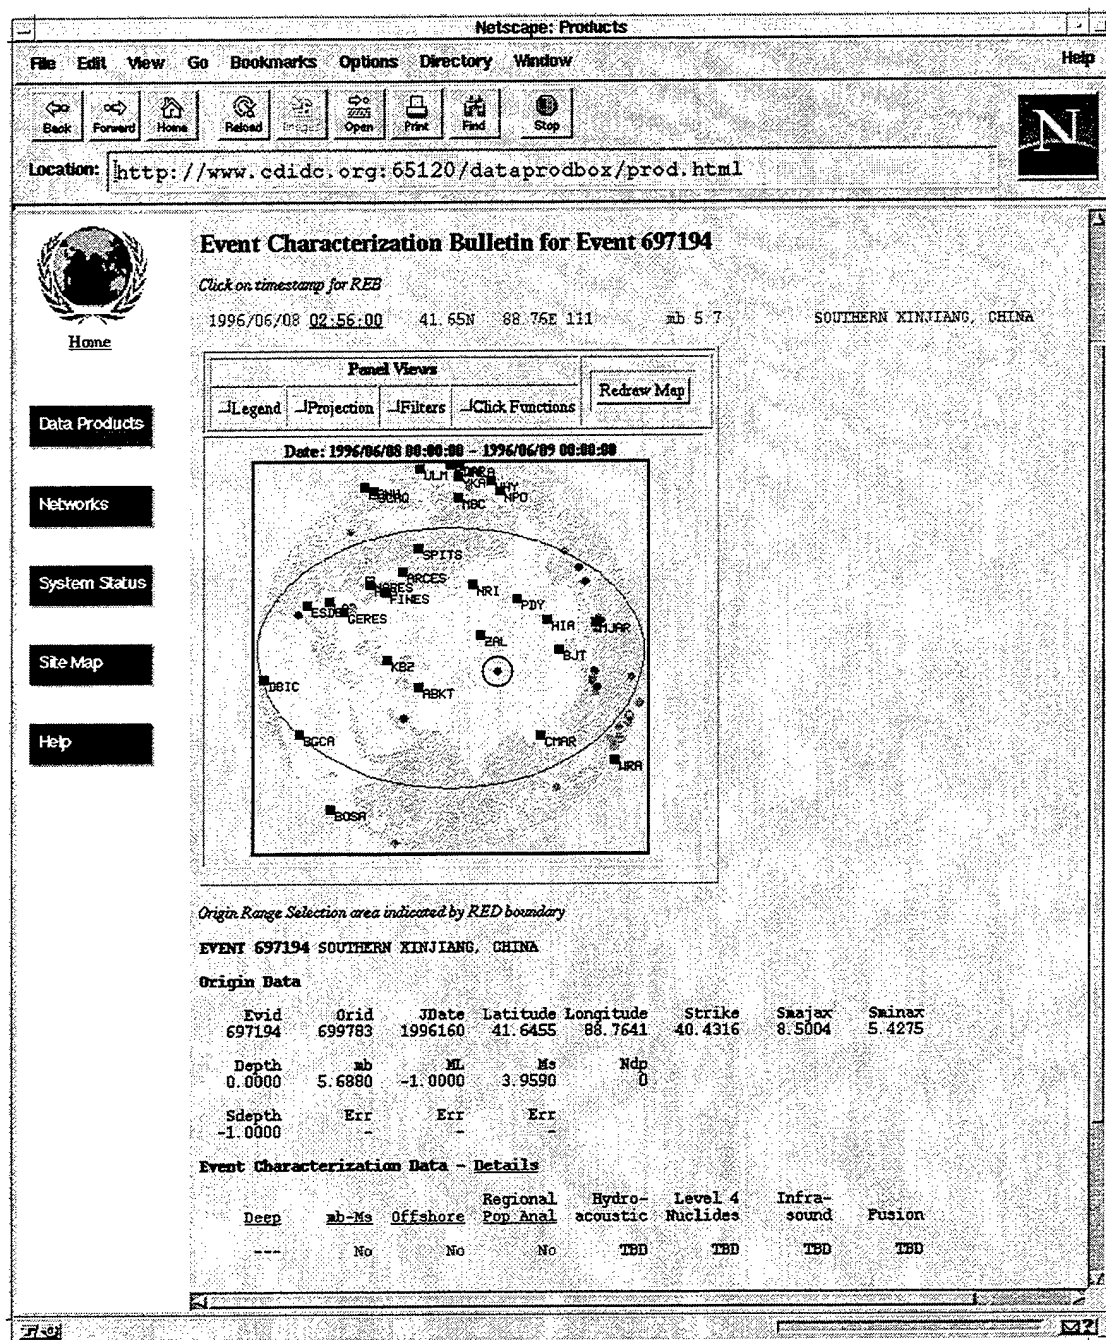 Netscape: Products
File Edit View Go Bookmarks Options Directory Window Help
Back Forward Home Reload Images Open Print Find Stop
Location: http://www.cdidc.org:65120/dataprodbox/prod.html
N
Home
Data Products
Networks
System Status
Site Map
Help
Event Characterization Bulletin for Event 697194
Click on timestamp for REB
1996/06/08 02:56:00 41.65N 88.76E 111 mb 5.7 SOUTHERN XINJIANG, CHINA
Panel Views
Legend Projection Filters Click Functions
Redraw Map
Date: 1996/06/08 00:00:00 - 1996/06/09 00:00:00
ULM
YKA
NPO
MBC
SPITS
ARCES
FINES
NRI
PDY
GERES
HIA
MJAR
ZAL
BJT
KBZ
DBIC
ABKT
BGCA
CMAR
WRA
BOSA
Origin Range Selection area indicated by RED boundary
EVENT 697194 SOUTHERN XINJIANG, CHINA
Origin Data
Evid Orid JDate Latitude Longitude Strike Smajax Sminax
697194 699783 1996160 41.6455 88.7641 40.4316 8.5004 5.4275
Depth mb ML Ms Ndp
0.0000 5.6880 -1.0000 3.9590 0
Sdepth Err Err Err
-1.0000 - - -
Event Characterization Data - Details
Regional Hydro- Level 4 Infra-
Deep mb-Ms Offshore Pop Anal acoustic Nuclides sound Fusion
--- No No No TBD TBD TBD TBD